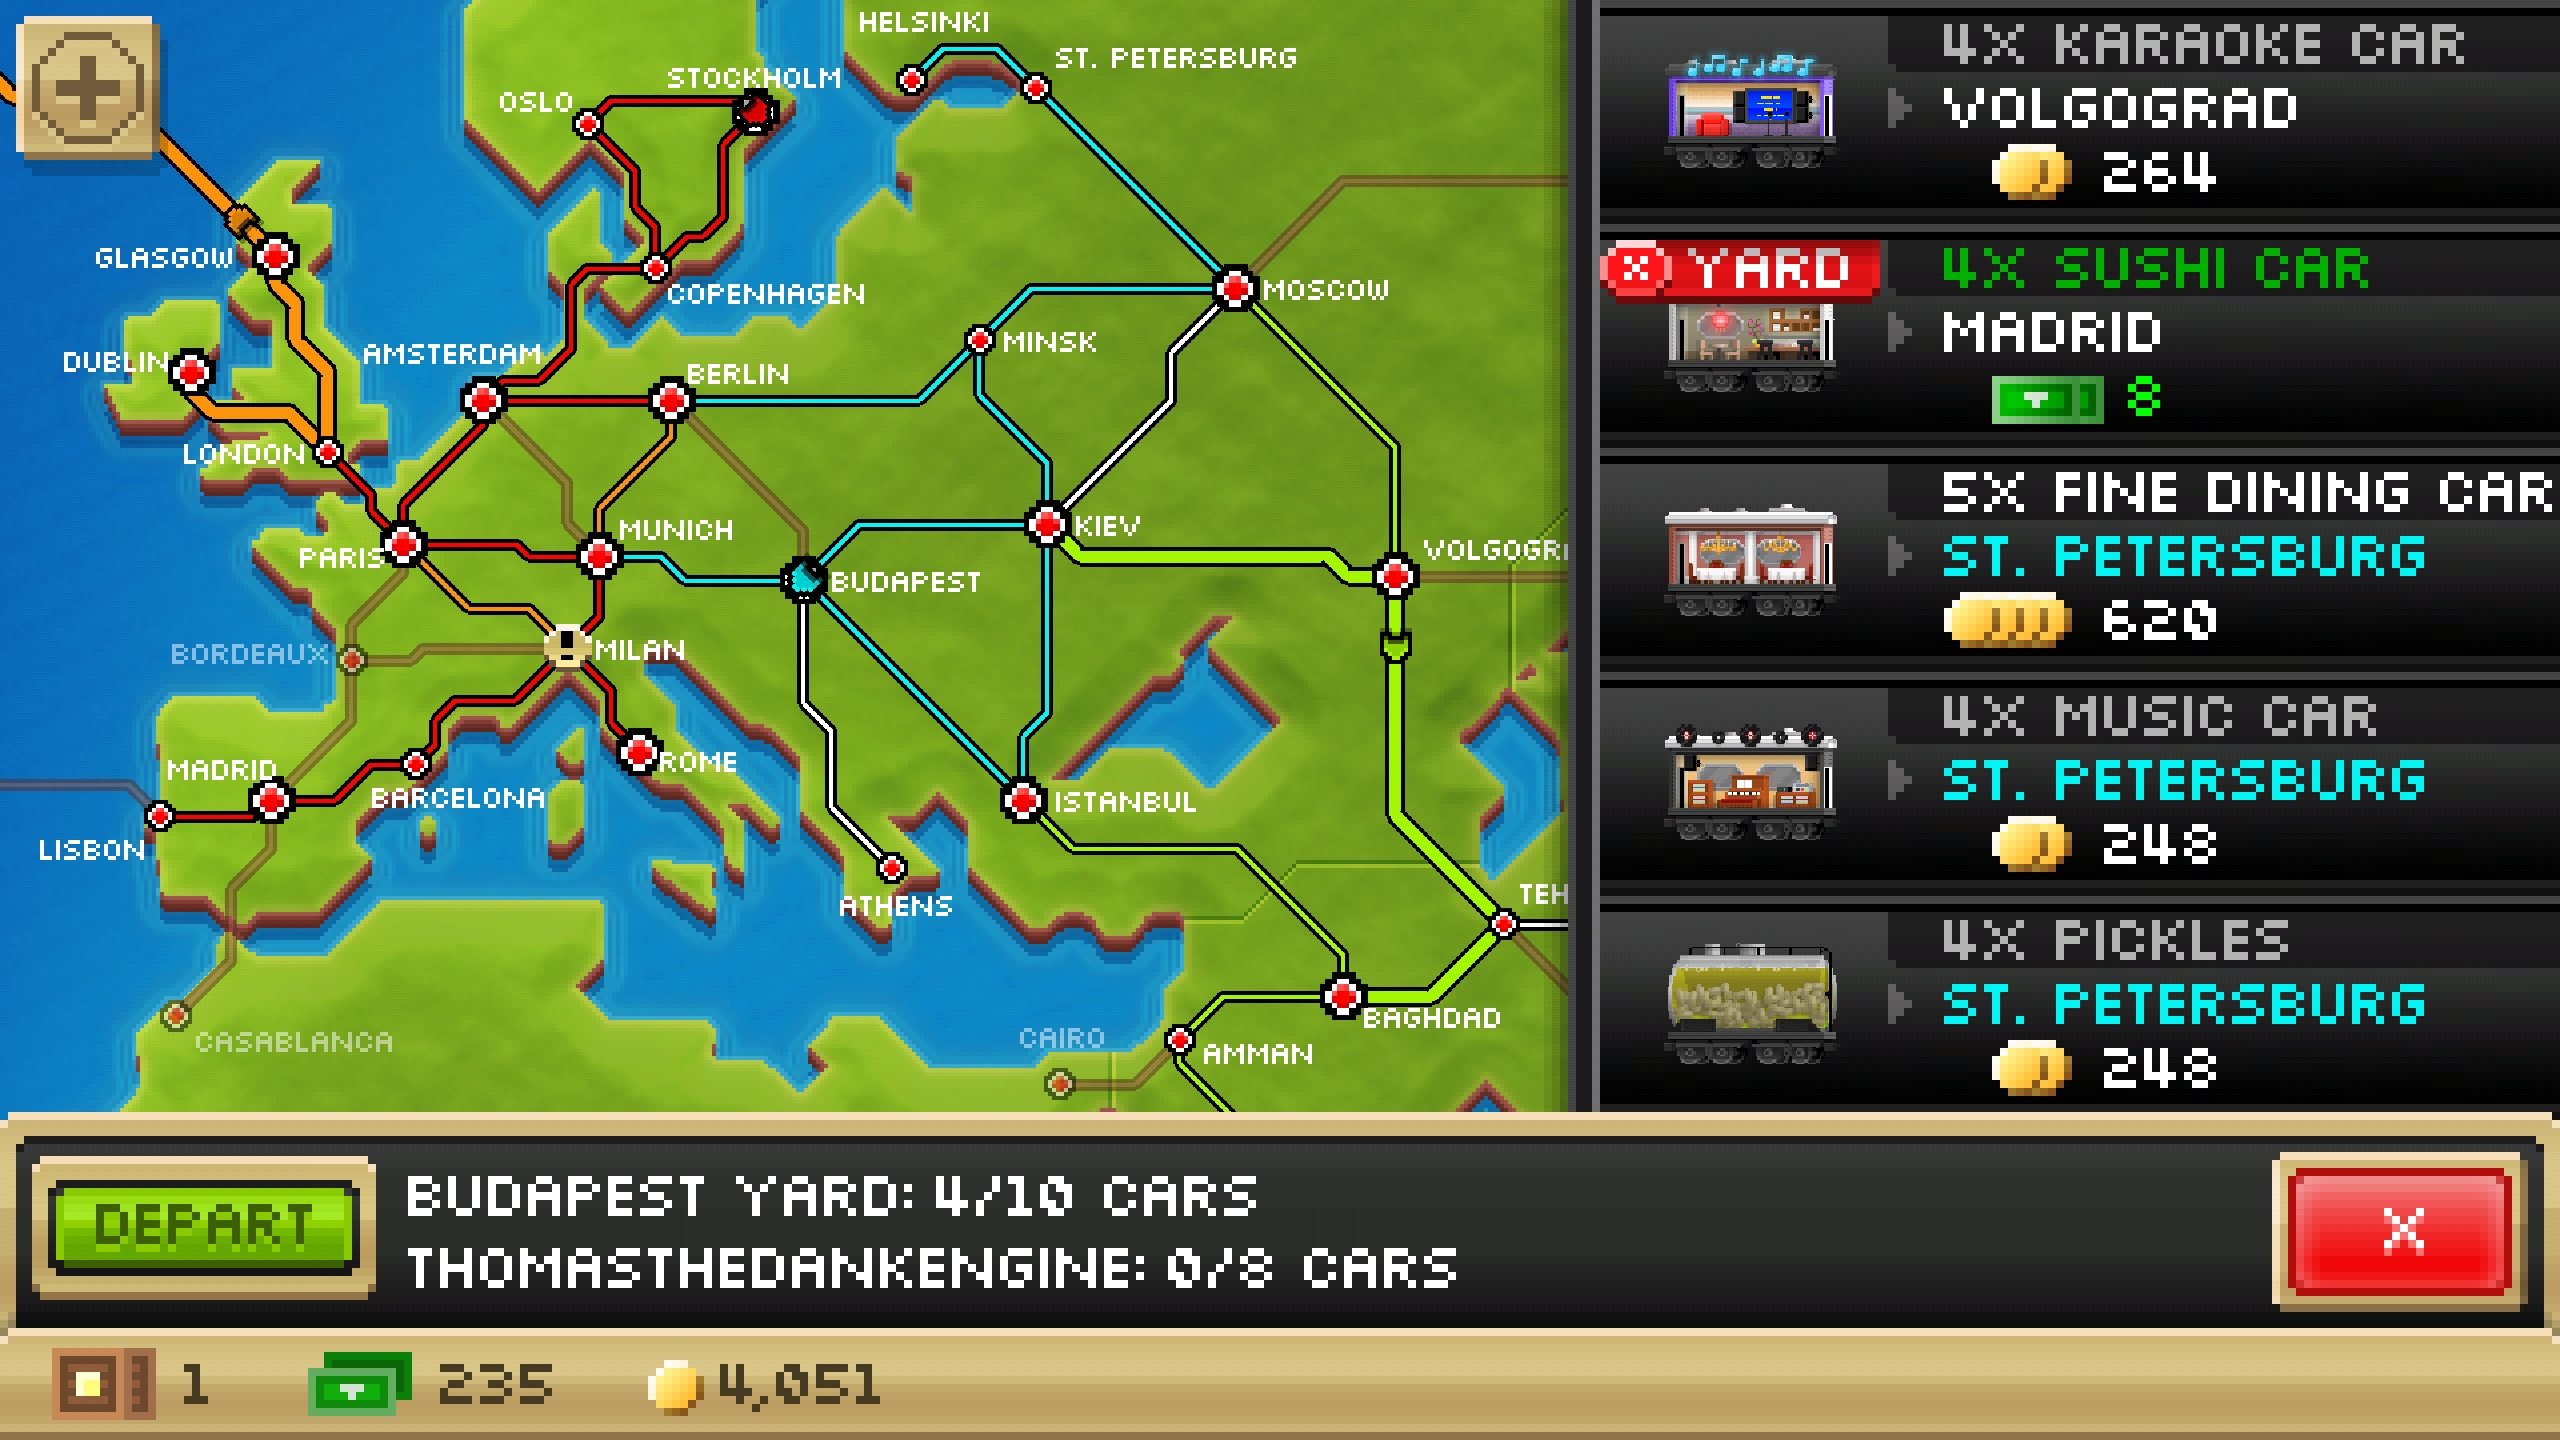 HELSINKI
ST. PETERSBURG
STOCKHOLM
OSLO
GLASGOW
COPENHAGEN
MOSCOW
MINSK
AMSTERDAM
DUBLIN
BERLIN
LONDON
MUNICH
KIEV
PARIS
VOLGOGR
BUDAPEST
BORDEAUX
MILAN
MADRID
ROME
BARCELONA
ISTANBUL
LISBON
ATHENS
TEH
BAGHDAD
CASABLANCA
CAIRO
AMMAN
4X KARAOKE CAR
VOLGOGRAD
264
X YARD
4X SUSHI CAR
MADRID
8
5X FINE DINING CAR
ST. PETERSBURG
620
4X MUSIC CAR
ST. PETERSBURG
248
4X PICKLES
ST. PETERSBURG
248
DEPART
BUDAPEST YARD: 4/10 CARS
THOMASTHEDANKENGINE: 0/8 CARS
X
1
235
4,051